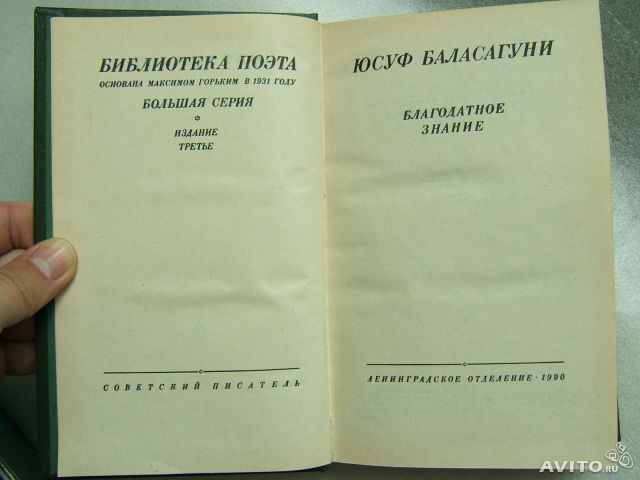 БИБЛИОТЕКА ПОЭТА
ОСНОВАНА МАКСИМОМ ГОРЬКИМ В 1931 ГОДУ
БОЛЬШАЯ СЕРИЯ
*
ИЗДАНИЕ
ТРЕТЬЕ
СОВЕТСКИЙ ПИСАТЕЛЬ
ЮСУФ БАЛАСАГУНИ
БЛАГОДАТНОЕ
ЗНАНИЕ
ЛЕНИНГРАДСКОЕ ОТДЕЛЕНИЕ · 1990
AVITO.ru